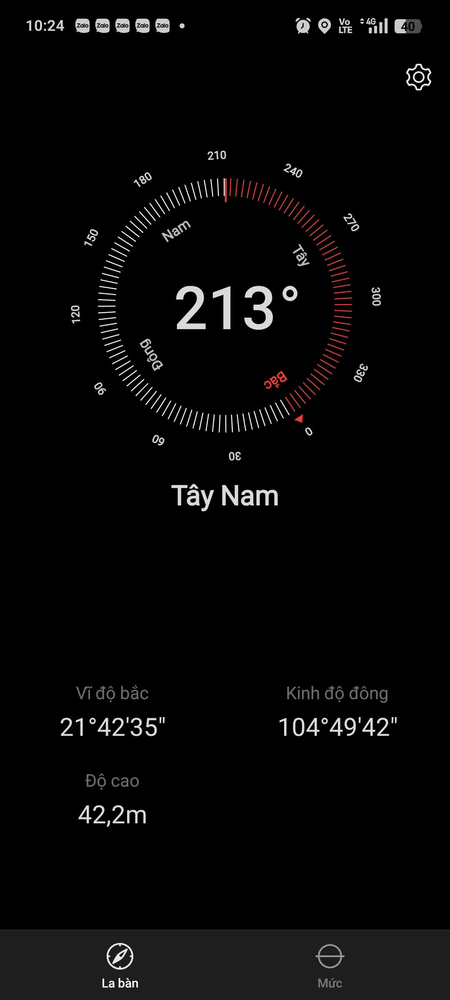 10:24 Zalo Zalo Zalo Zalo Zalo Vo LTE 4G 40
210
180
240
150
270
Nam
Tây
213°
120
300
Đông
Bắc
90
330
60
0
30
Tây Nam
Vĩ độ bắc
Kinh độ đông
21°42'35"
104°49'42"
Độ cao
42,2m
La bàn
Mức